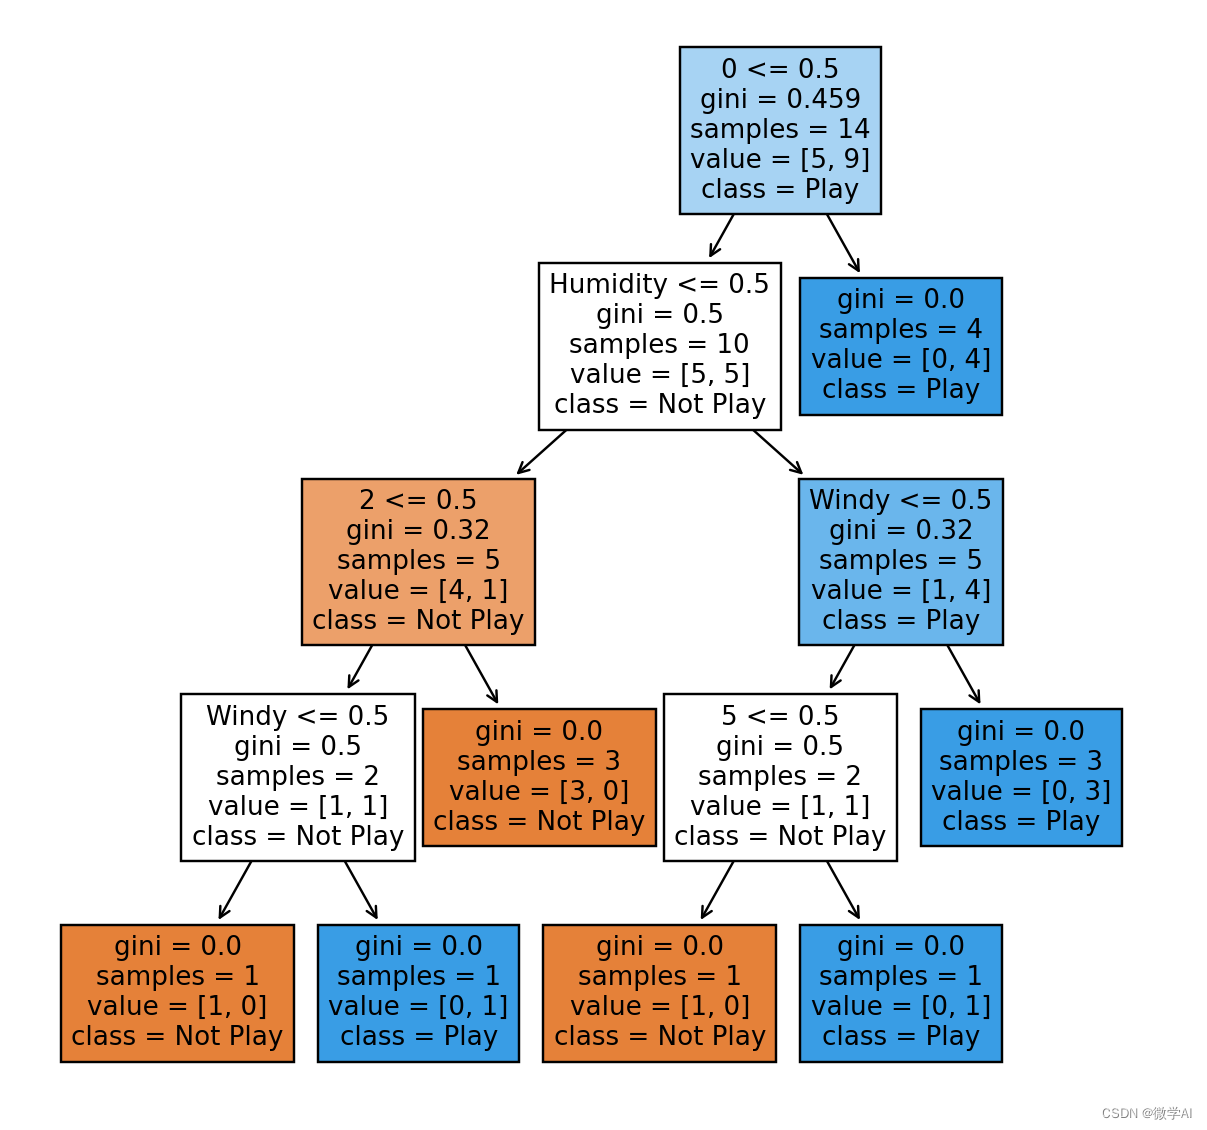 0 <= 0.5
gini = 0.459
samples = 14
value = [5, 9]
class = Play
Humidity <= 0.5
gini = 0.5
samples = 10
value = [5, 5]
class = Not Play
gini = 0.0
samples = 4
value = [0, 4]
class = Play
2 <= 0.5
gini = 0.32
samples = 5
value = [4, 1]
class = Not Play
Windy <= 0.5
gini = 0.32
samples = 5
value = [1, 4]
class = Play
Windy <= 0.5
gini = 0.5
samples = 2
value = [1, 1]
class = Not Play
gini = 0.0
samples = 3
value = [3, 0]
class = Not Play
5 <= 0.5
gini = 0.5
samples = 2
value = [1, 1]
class = Not Play
gini = 0.0
samples = 3
value = [0, 3]
class = Play
gini = 0.0
samples = 1
value = [1, 0]
class = Not Play
gini = 0.0
samples = 1
value = [0, 1]
class = Play
gini = 0.0
samples = 1
value = [1, 0]
class = Not Play
gini = 0.0
samples = 1
value = [0, 1]
class = Play
CSDN @微学AI